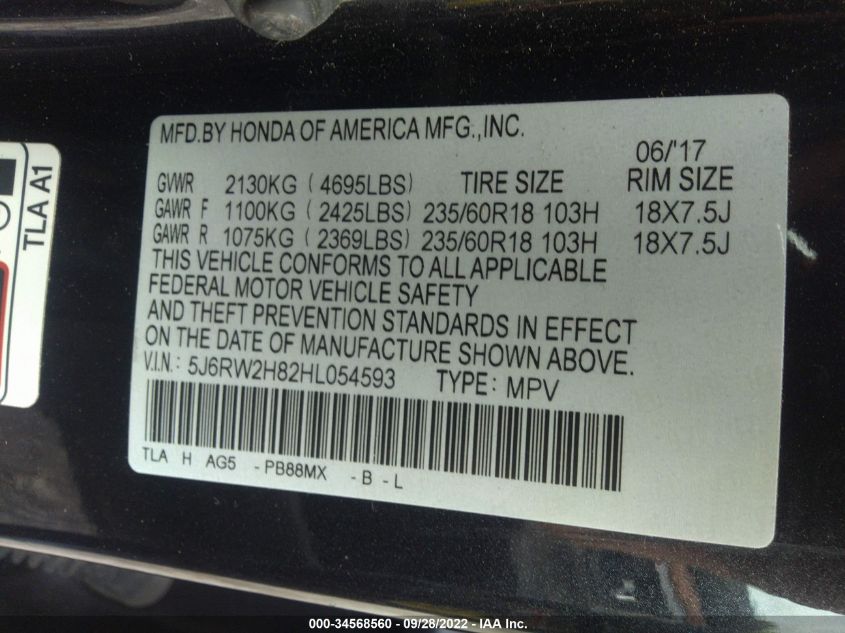 MFD.BY HONDA OF AMERICA MFG.,INC.
06/'17
GVWR 2130KG (4695LBS) TIRE SIZE RIM SIZE
GAWR F 1100KG (2425LBS) 235/60R18 103H 18X7.5J
GAWR R 1075KG (2369LBS) 235/60R18 103H 18X7.5J
THIS VEHICLE CONFORMS TO ALL APPLICABLE
FEDERAL MOTOR VEHICLE SAFETY
AND THEFT PREVENTION STANDARDS IN EFFECT
ON THE DATE OF MANUFACTURE SHOWN ABOVE.
V.I.N.: 5J6RW2H82HL054593 TYPE: MPV
TLA H AG5 -PB88MX -B -L
TLA A1
000-34568560 - 09/28/2022 - IAA Inc.